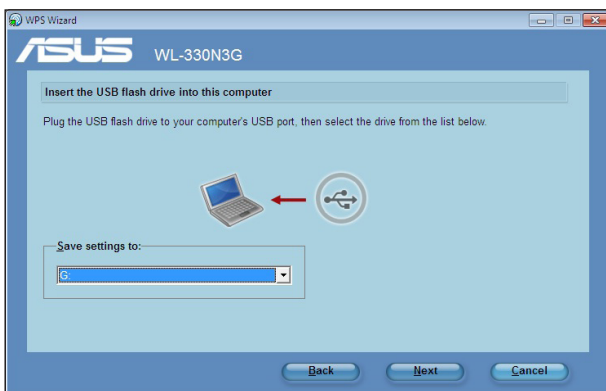 WPS Wizard
ASUS WL-330N3G
Insert the USB flash drive into this computer
Plug the USB flash drive to your computer's USB port, then select the drive from the list below.
Save settings to:
G:
Back Next Cancel